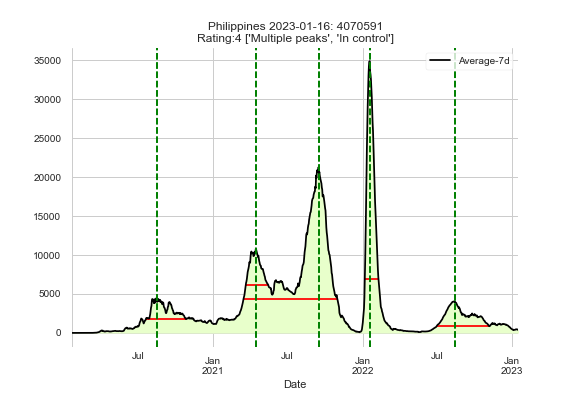 Philippines 2023-01-16: 4070591
Rating:4 ['Multiple peaks', 'In control']
Average-7d
35000
30000
25000
20000
15000
10000
5000
0
Jul
Jan
2021
Jul
Jan
2022
Jul
Jan
2023
Date